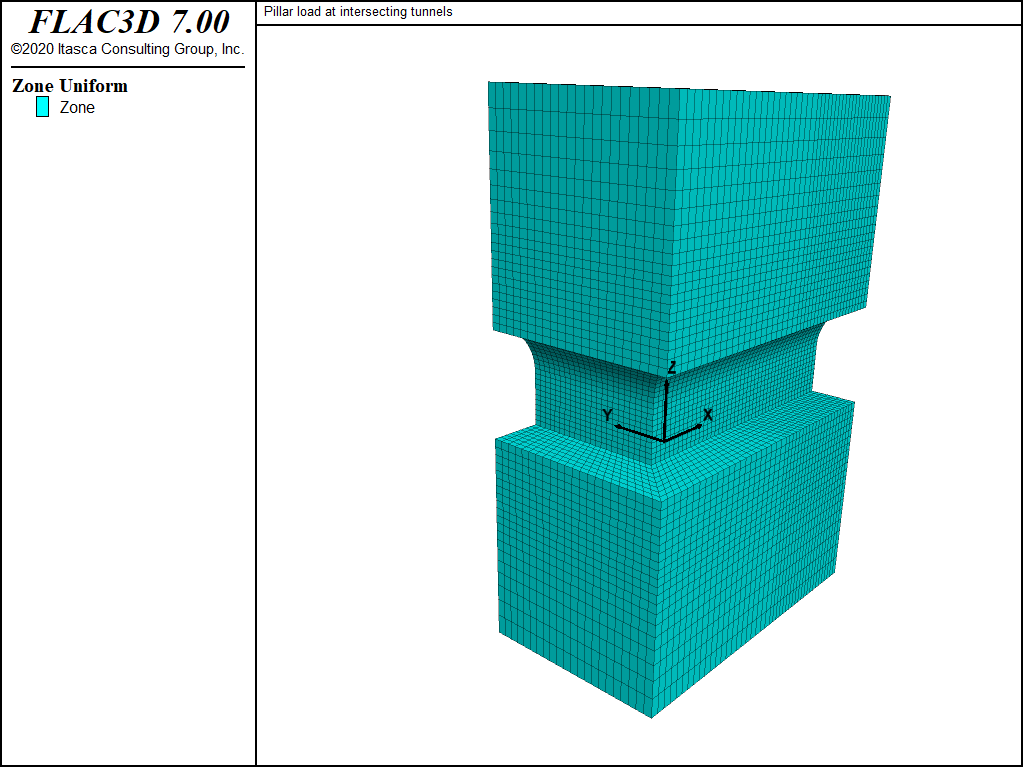 FLAC3D 7.00
©2020 Itasca Consulting Group, Inc.
Zone Uniform
Zone
Pillar load at intersecting tunnels
Z
Y
X